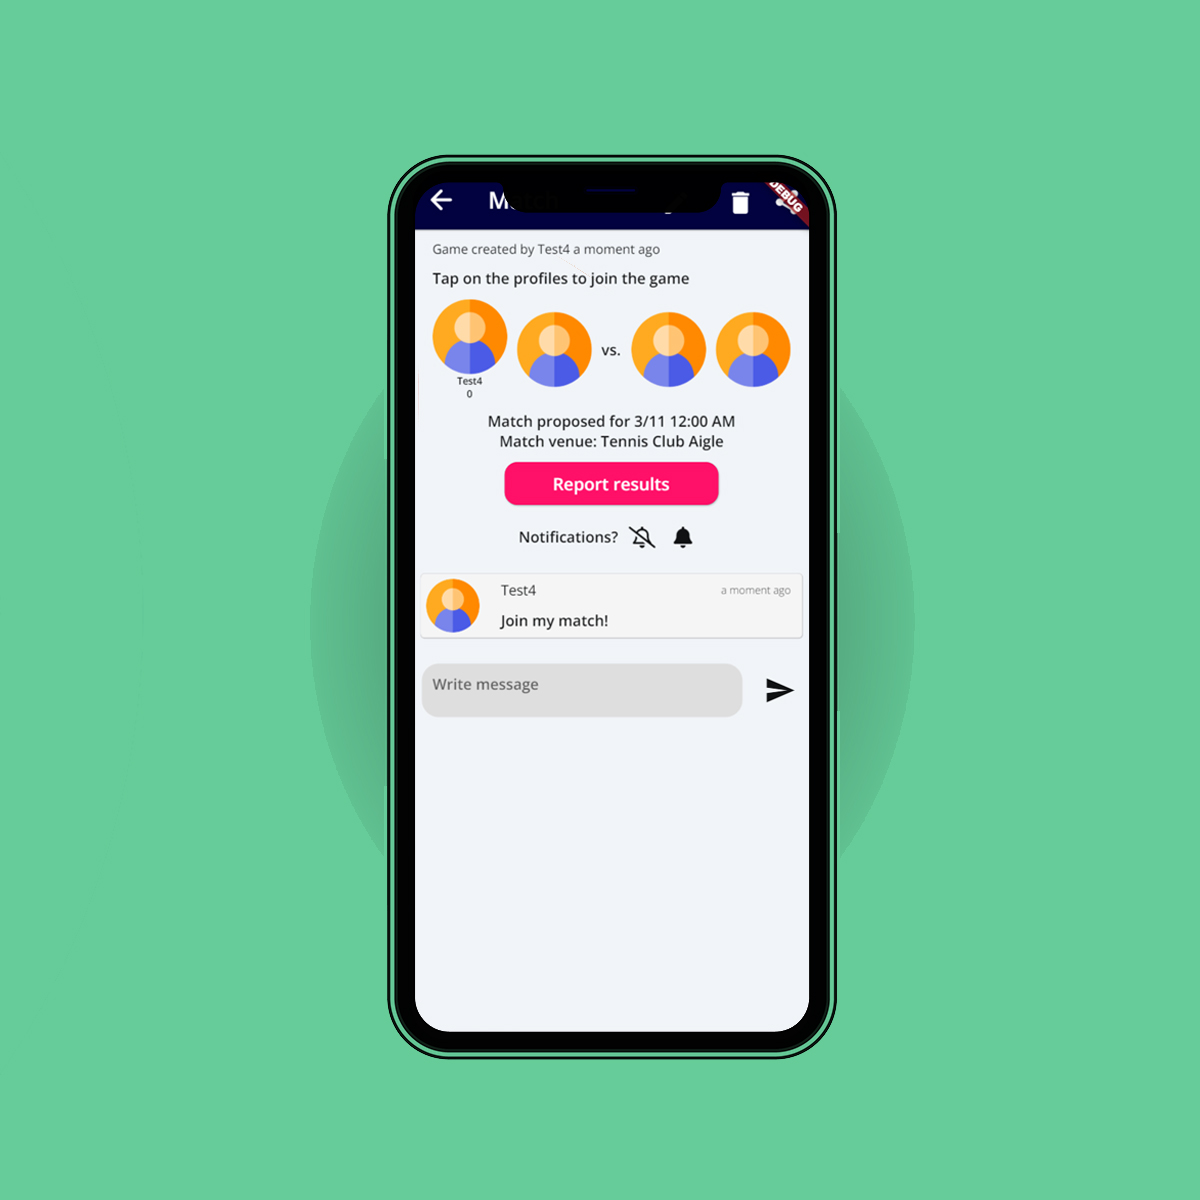 Match
DEBUG
Game created by Test4 a moment ago
Tap on the profiles to join the game
vs.
Test4
0
Match proposed for 3/11 12:00 AM
Match venue: Tennis Club Aigle
Report results
Notifications?
Test4
a moment ago
Join my match!
Write message